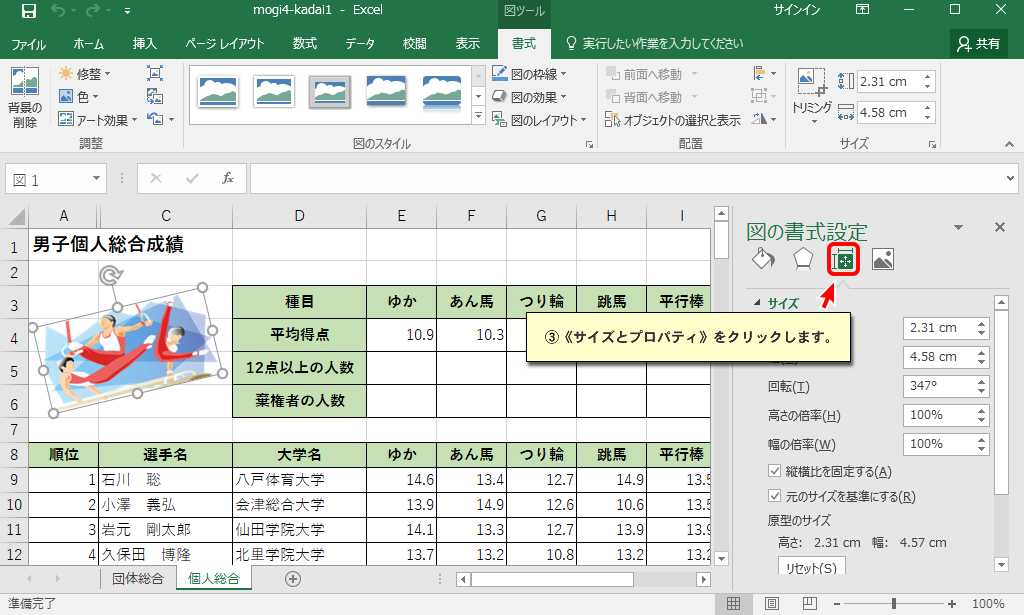 mogi4-kadai1 - Excel
図ツール
サインイン
ファイル ホーム 挿入 ページ レイアウト 数式 データ 校閲 表示 書式 実行したい作業を入力してください 共有
背景の
削除
修整
色
アート効果
調整
図のスタイル
図の枠線
図の効果
図のレイアウト
前面へ移動
背面へ移動
オブジェクトの選択と表示
配置
トリミング
2.31 cm
4.58 cm
サイズ
図 1
fx
A C D E F G H I
1 男子個人総合成績
2
3 種目 ゆか あん馬 つり輪 跳馬 平行棒
4 平均得点 10.9 10.3
5 12点以上の人数
6 棄権者の人数
7
8 順位 選手名 大学名 ゆか あん馬 つり輪 跳馬 平行棒
9 1 石川 聡 八戸体育大学 14.6 13.4 12.7 14.9 13.5
10 2 小澤 義弘 会津総合大学 13.9 14.9 12.6 10.6 13.5
11 3 岩元 剛太郎 仙田学院大学 14.1 13.3 12.7 13.9 13.9
12 4 久保田 博隆 北里学院大学 13.7 13.2 10.8 13.2 13.2
団体総合 個人総合
準備完了
100%
図の書式設定
サイズ
③《サイズとプロパティ》をクリックします。
2.31 cm
4.58 cm
回転(T) 347°
高さの倍率(H) 100%
幅の倍率(W) 100%
縦横比を固定する(A)
元のサイズを基準にする(R)
原型のサイズ
高さ: 2.31 cm 幅: 4.57 cm
リセット(S)